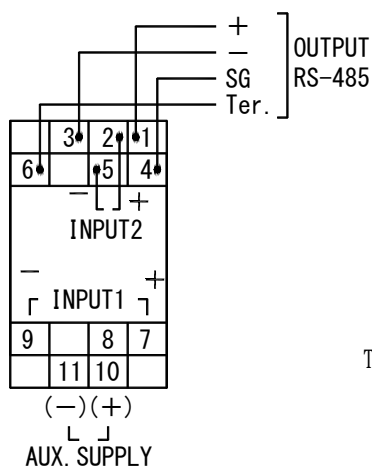 +
− OUTPUT
SG RS-485
Ter.
3 2 1
6 5 4
− +
INPUT2
− +
INPUT1
9 8 7
11 10
(−)(+)
AUX. SUPPLY
T